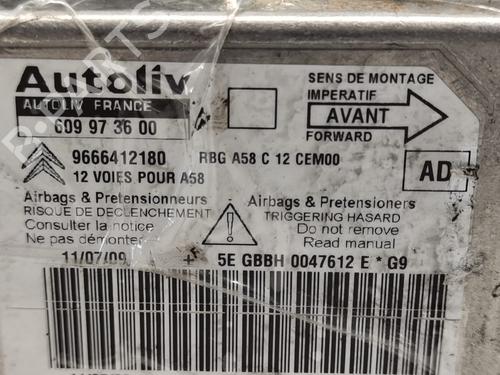 Autoliv
AUTOLIV FRANCE
609 97 36 00
SENS DE MONTAGE
IMPERATIF
AVANT
FORWARD
9666412180 RBG A58 C 12 CEM00
12 VOIES POUR A58
AD
Airbags & Pretensionneurs
RISQUE DE DECLENCHEMENT
Consulter la notice
Ne pas démonter
Airbags & Pretensioners
TRIGGERING HASARD
Do not remove
Read manual
11/07/09 + 5E GBBH 0047612 E * G9